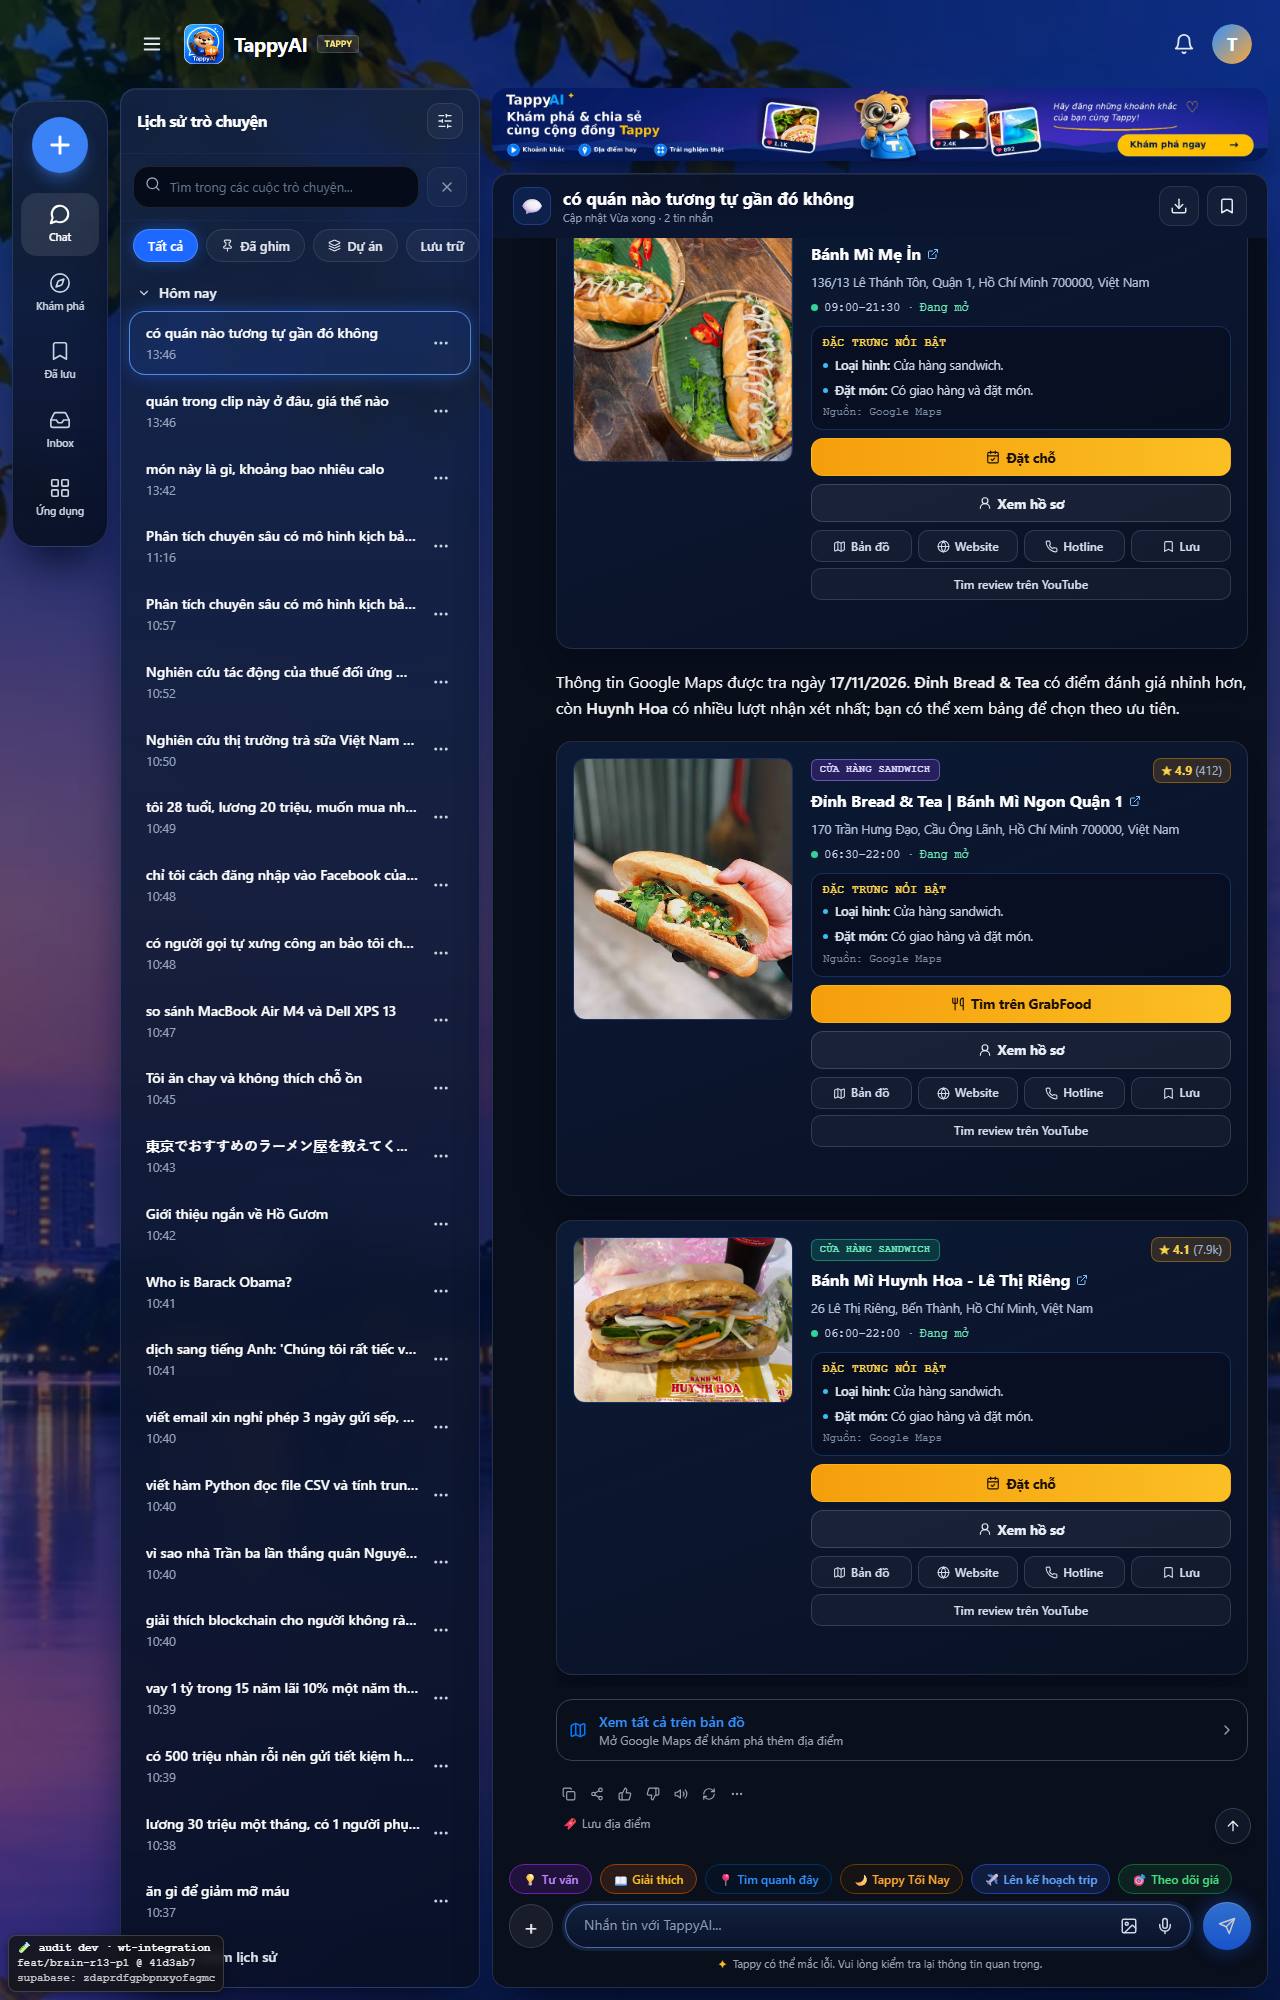 TappyAI
TAPPY
T
Chat
Khám phá
Đã lưu
Inbox
Ứng dụng
Lịch sử trò chuyện
Tìm trong các cuộc trò chuyện...
Tất cả
Đã ghim
Dự án
Lưu trữ
Hôm nay
có quán nào tương tự gần đó không
13:46
quán trong clip này ở đâu, giá thế nào
13:46
món này là gì, khoảng bao nhiêu calo
13:42
Phân tích chuyên sâu có mô hình kịch bả...
11:16
Phân tích chuyên sâu có mô hình kịch bả...
10:57
Nghiên cứu tác động của thuế đối ứng ...
10:52
Nghiên cứu thị trường trà sữa Việt Nam ...
10:50
tôi 28 tuổi, lương 20 triệu, muốn mua nh...
10:49
chỉ tôi cách đăng nhập vào Facebook của...
10:48
có người gọi tự xưng công an bảo tôi ch...
10:48
so sánh MacBook Air M4 và Dell XPS 13
10:47
Tôi ăn chay và không thích chỗ ồn
10:45
東京でおすすめのラーメン屋を教えてく...
10:43
Giới thiệu ngắn về Hồ Gươm
10:42
Who is Barack Obama?
10:41
dịch sang tiếng Anh: 'Chúng tôi rất tiếc v...
10:41
viết email xin nghỉ phép 3 ngày gửi sếp, ...
10:40
viết hàm Python đọc file CSV và tính trun...
10:40
vì sao nhà Trần ba lần thắng quân Nguyê...
10:40
giải thích blockchain cho người không rà...
10:40
vay 1 tỷ trong 15 năm lãi 10% một năm th...
10:39
có 500 triệu nhàn rỗi nên gửi tiết kiệm h...
10:39
lương 30 triệu một tháng, có 1 người phụ...
10:38
ăn gì để giảm mỡ máu
10:37
lịch sử
audit dev · wt-integration
feat/brain-r13-p1 @ 41d3ab7
supabase: zdaprdfgpbpnxyofagmc
TappyAI
Khám phá & chia sẻ
cùng cộng đồng Tappy
Khoảnh khắc
Địa điểm hay
Trải nghiệm thật
2.4K
892
Hãy đăng những khoảnh khắc
của bạn cùng Tappy!
Khám phá ngay →
có quán nào tương tự gần đó không
Cập nhật Vừa xong · 2 tin nhắn
Bánh Mì Mẹ Ỉn
136/13 Lê Thánh Tôn, Quận 1, Hồ Chí Minh 700000, Việt Nam
09:00–21:30 · Đang mở
ĐẶC TRƯNG NỔI BẬT
Loại hình: Cửa hàng sandwich.
Đặt món: Có giao hàng và đặt món.
Nguồn: Google Maps
Đặt chỗ
Xem hồ sơ
Bản đồ
Website
Hotline
Lưu
Tìm review trên YouTube
Thông tin Google Maps được tra ngày 17/11/2026. Đỉnh Bread & Tea có điểm đánh giá nhỉnh hơn,
còn Huynh Hoa có nhiều lượt nhận xét nhất; bạn có thể xem bảng để chọn theo ưu tiên.
CỬA HÀNG SANDWICH
4.9 (412)
Đỉnh Bread & Tea | Bánh Mì Ngon Quận 1
170 Trần Hưng Đạo, Cầu Ông Lãnh, Hồ Chí Minh 700000, Việt Nam
06:30–22:00 · Đang mở
ĐẶC TRƯNG NỔI BẬT
Loại hình: Cửa hàng sandwich.
Đặt món: Có giao hàng và đặt món.
Nguồn: Google Maps
Tìm trên GrabFood
Xem hồ sơ
Bản đồ
Website
Hotline
Lưu
Tìm review trên YouTube
BÁNH MÌ
HUỲNH HOA
CỬA HÀNG SANDWICH
4.1 (7.9k)
Bánh Mì Huynh Hoa - Lê Thị Riêng
26 Lê Thị Riêng, Bến Thành, Hồ Chí Minh, Việt Nam
06:00–22:00 · Đang mở
ĐẶC TRƯNG NỔI BẬT
Loại hình: Cửa hàng sandwich.
Đặt món: Có giao hàng và đặt món.
Nguồn: Google Maps
Đặt chỗ
Xem hồ sơ
Bản đồ
Website
Hotline
Lưu
Tìm review trên YouTube
Xem tất cả trên bản đồ
Mở Google Maps để khám phá thêm địa điểm
Lưu địa điểm
Tư vấn
Giải thích
Tìm quanh đây
Tappy Tối Nay
Lên kế hoạch trip
Theo dõi giá
Nhắn tin với TappyAI...
Tappy có thể mắc lỗi. Vui lòng kiểm tra lại thông tin quan trọng.